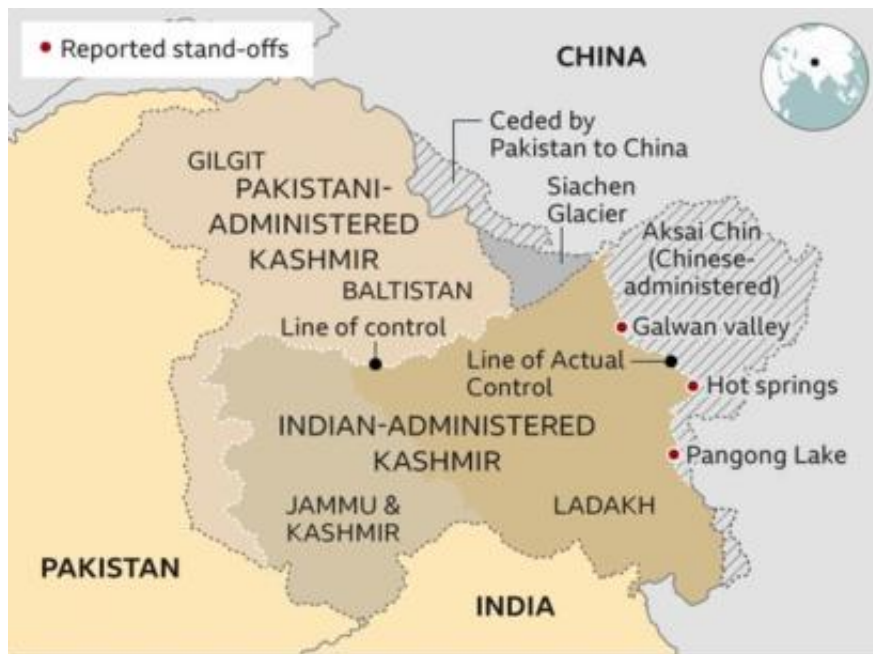 Reported stand-offs
CHINA
Ceded by
Pakistan to China
GILGIT
PAKISTANI-
ADMINISTERED
KASHMIR
Siachen
Glacier
Aksai Chin
(Chinese-
administered)
BALTISTAN
Line of control
Galwan valley
Line of Actual
Control
Hot springs
INDIAN-ADMINISTERED
KASHMIR
Pangong Lake
JAMMU &
KASHMIR
LADAKH
PAKISTAN
INDIA